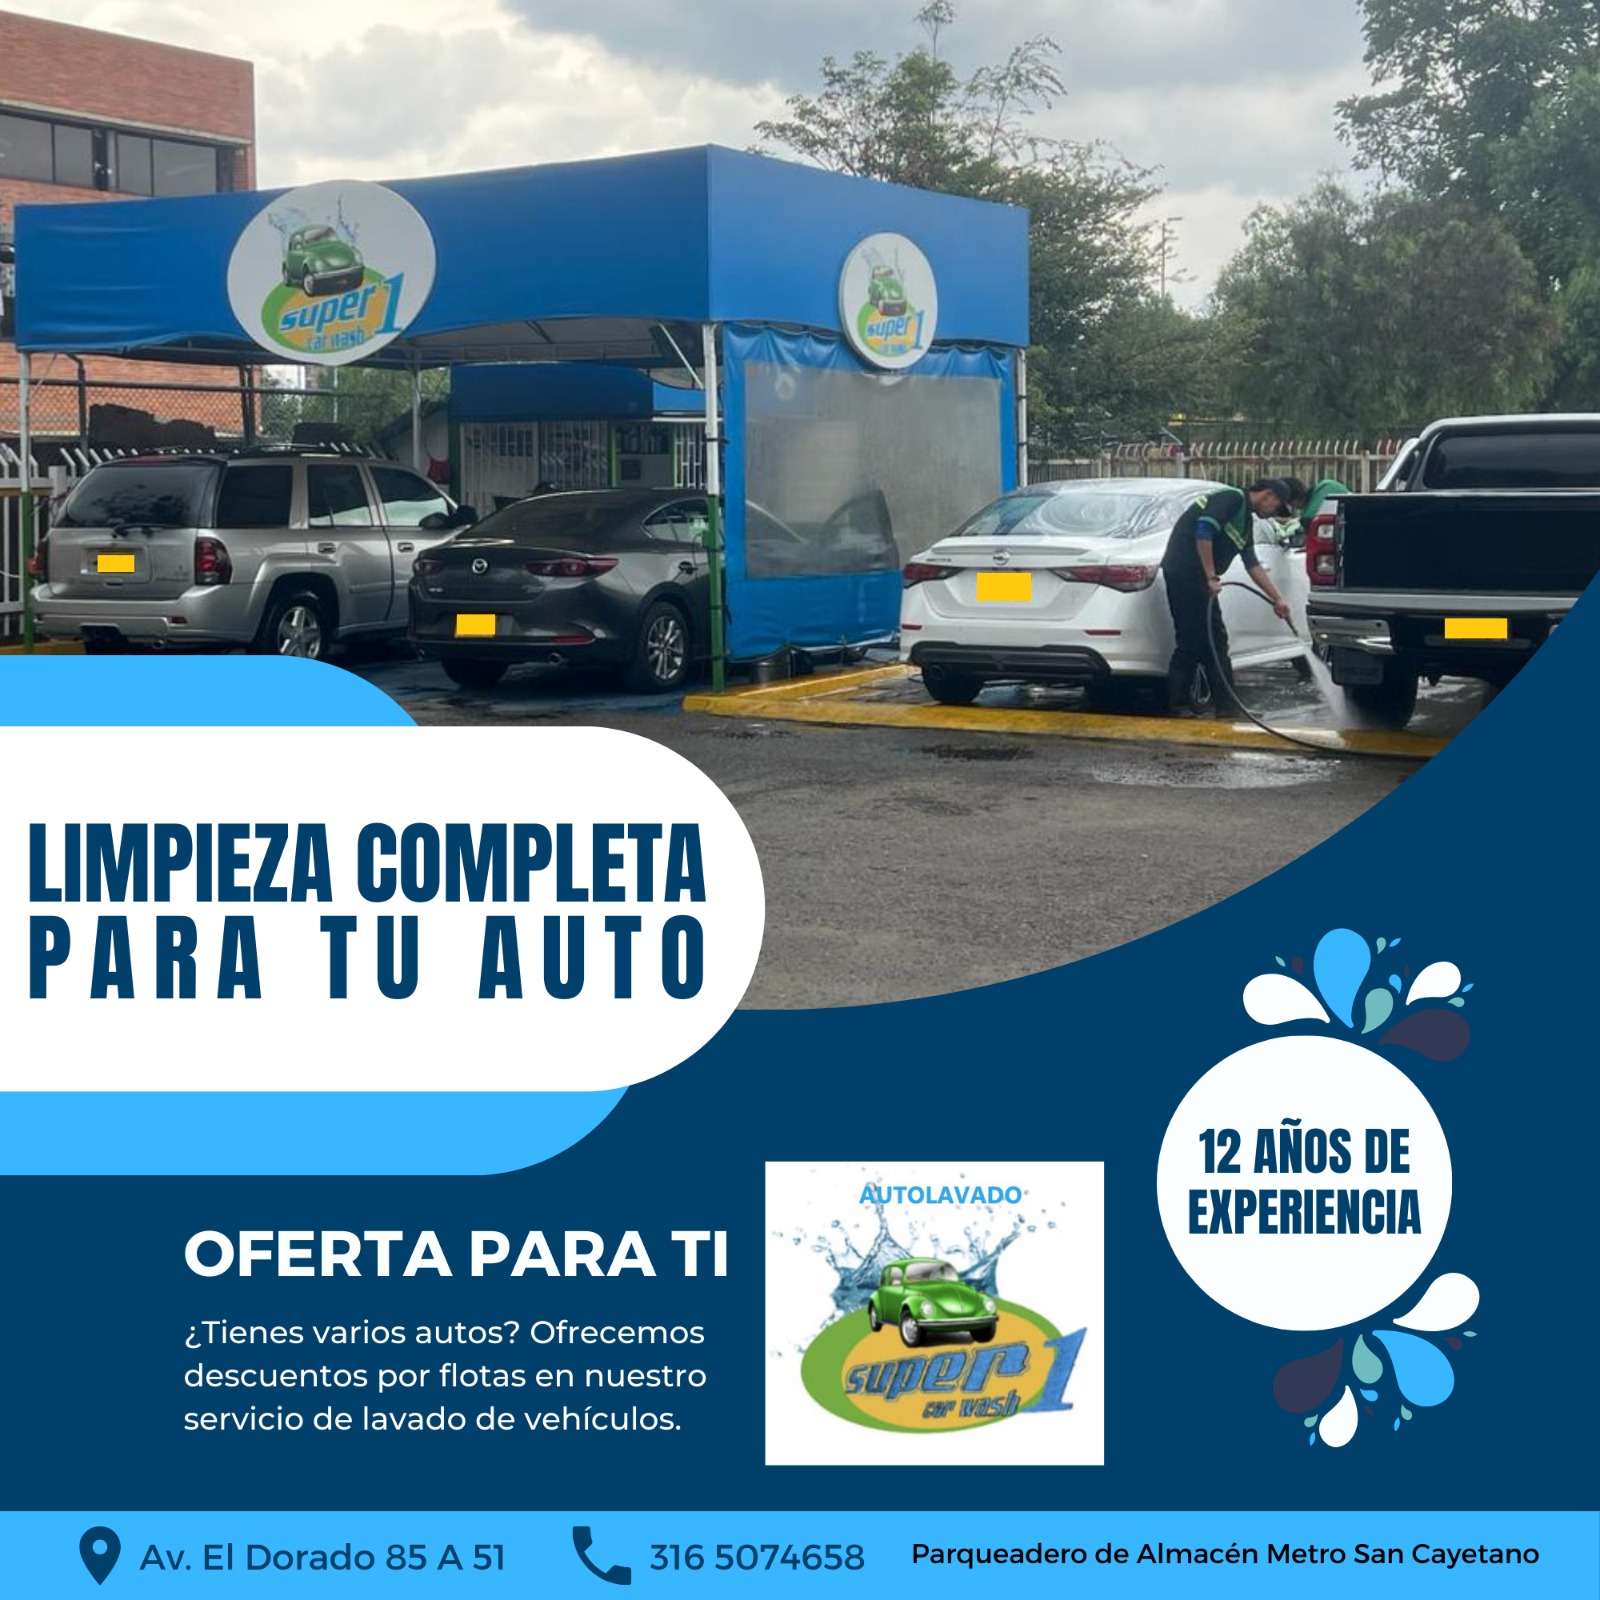 super 1
car wash
super 1
LIMPIEZA COMPLETA
PARA TU AUTO
12 AÑOS DE
EXPERIENCIA
AUTOLAVADO
super 1
car wash
OFERTA PARA TI
¿Tienes varios autos? Ofrecemos
descuentos por flotas en nuestro
servicio de lavado de vehículos.
Av. El Dorado 85 A 51
316 5074658
Parqueadero de Almacén Metro San Cayetano